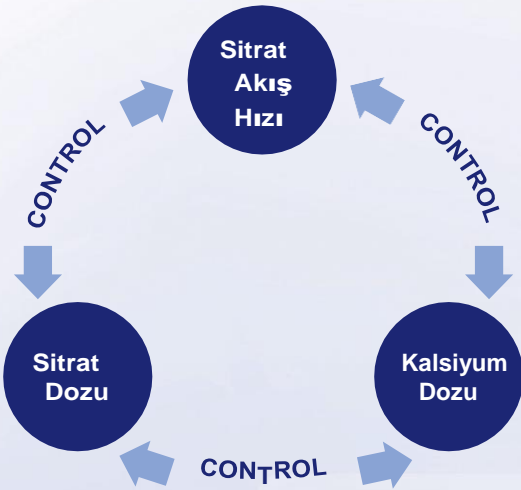 Sitrat
Akış
Hızı
CONTROL
CONTROL
Sitrat
Dozu
Kalsiyum
Dozu
CONTROL